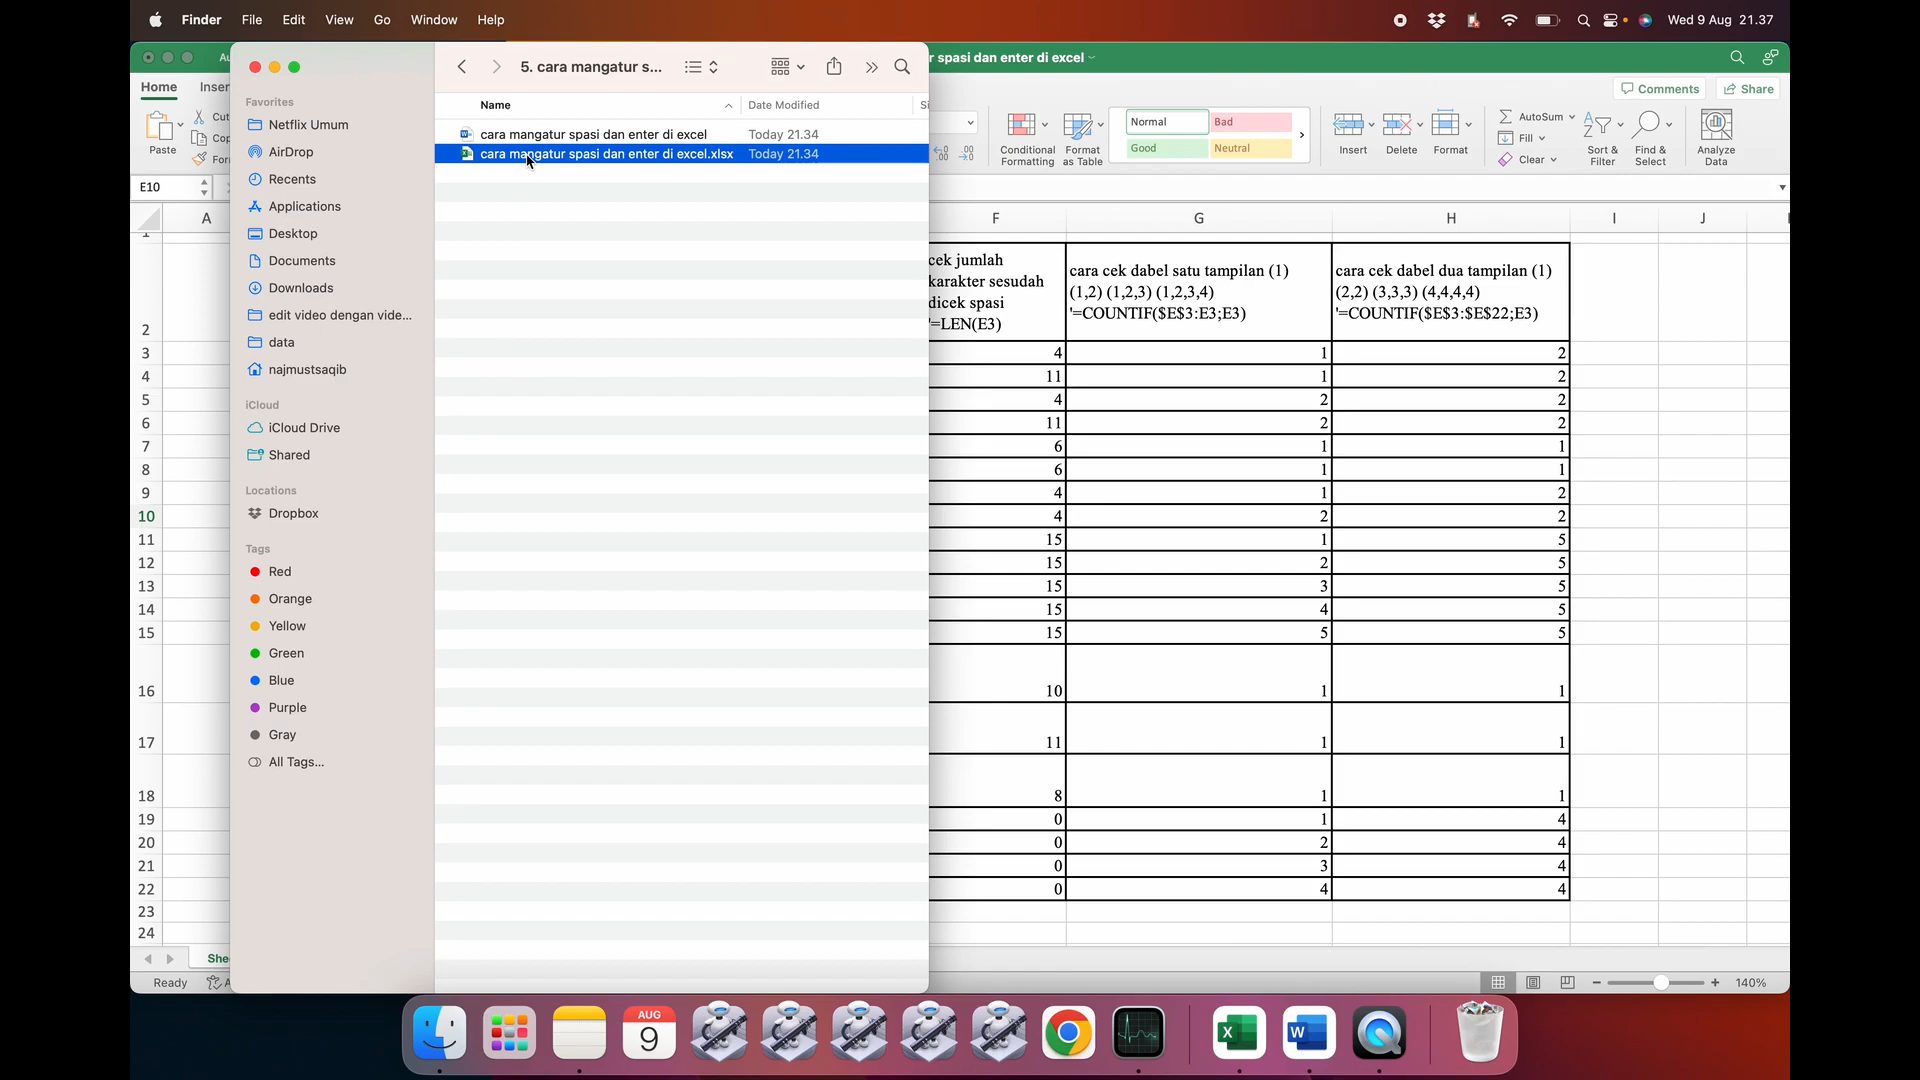 Finder File Edit View Go Window Help
Wed 9 Aug 21.37
5. cara mangatur s...
r spasi dan enter di excel
Home
Inser
Comments
Share
Paste
Conditional Formatting
Format as Table
Normal
Bad
Good
Neutral
Insert
Delete
Format
AutoSum
Fill
Clear
Sort & Filter
Find & Select
Analyze Data
E10
Favorites
Netflix Umum
AirDrop
Recents
Applications
Desktop
Documents
Downloads
edit video dengan vide...
data
najmustsaqib
iCloud
iCloud Drive
Shared
Locations
Dropbox
Tags
Red
Orange
Yellow
Green
Blue
Purple
Gray
All Tags...
Name Date Modified
cara mangatur spasi dan enter di excel Today 21.34
cara mangatur spasi dan enter di excel.xlsx Today 21.34
A F G H I J
1
2
cek jumlah
karakter sesudah
dicek spasi
'=LEN(E3)
cara cek dabel satu tampilan (1)
(1,2) (1,2,3) (1,2,3,4)
'=COUNTIF($E$3:E3;E3)
cara cek dabel dua tampilan (1)
(2,2) (3,3,3) (4,4,4,4)
'=COUNTIF($E$3:$E$22;E3)
3 4 1 2
4 11 1 2
5 4 2 2
6 11 2 2
7 6 1 1
8 6 1 1
9 4 1 2
10 4 2 2
11 15 1 5
12 15 2 5
13 15 3 5
14 15 4 5
15 15 5 5
16 10 1 1
17 11 1 1
18 8 1 1
19 0 1 4
20 0 2 4
21 0 3 4
22 0 4 4
23
24
Ready
140%
AUG
9